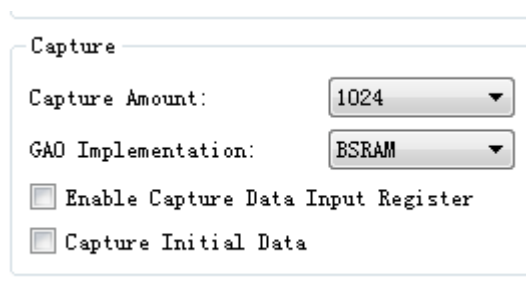 Capture
Capture Amount: 1024
GAO Implementation: BSRAM
Enable Capture Data Input Register
Capture Initial Data